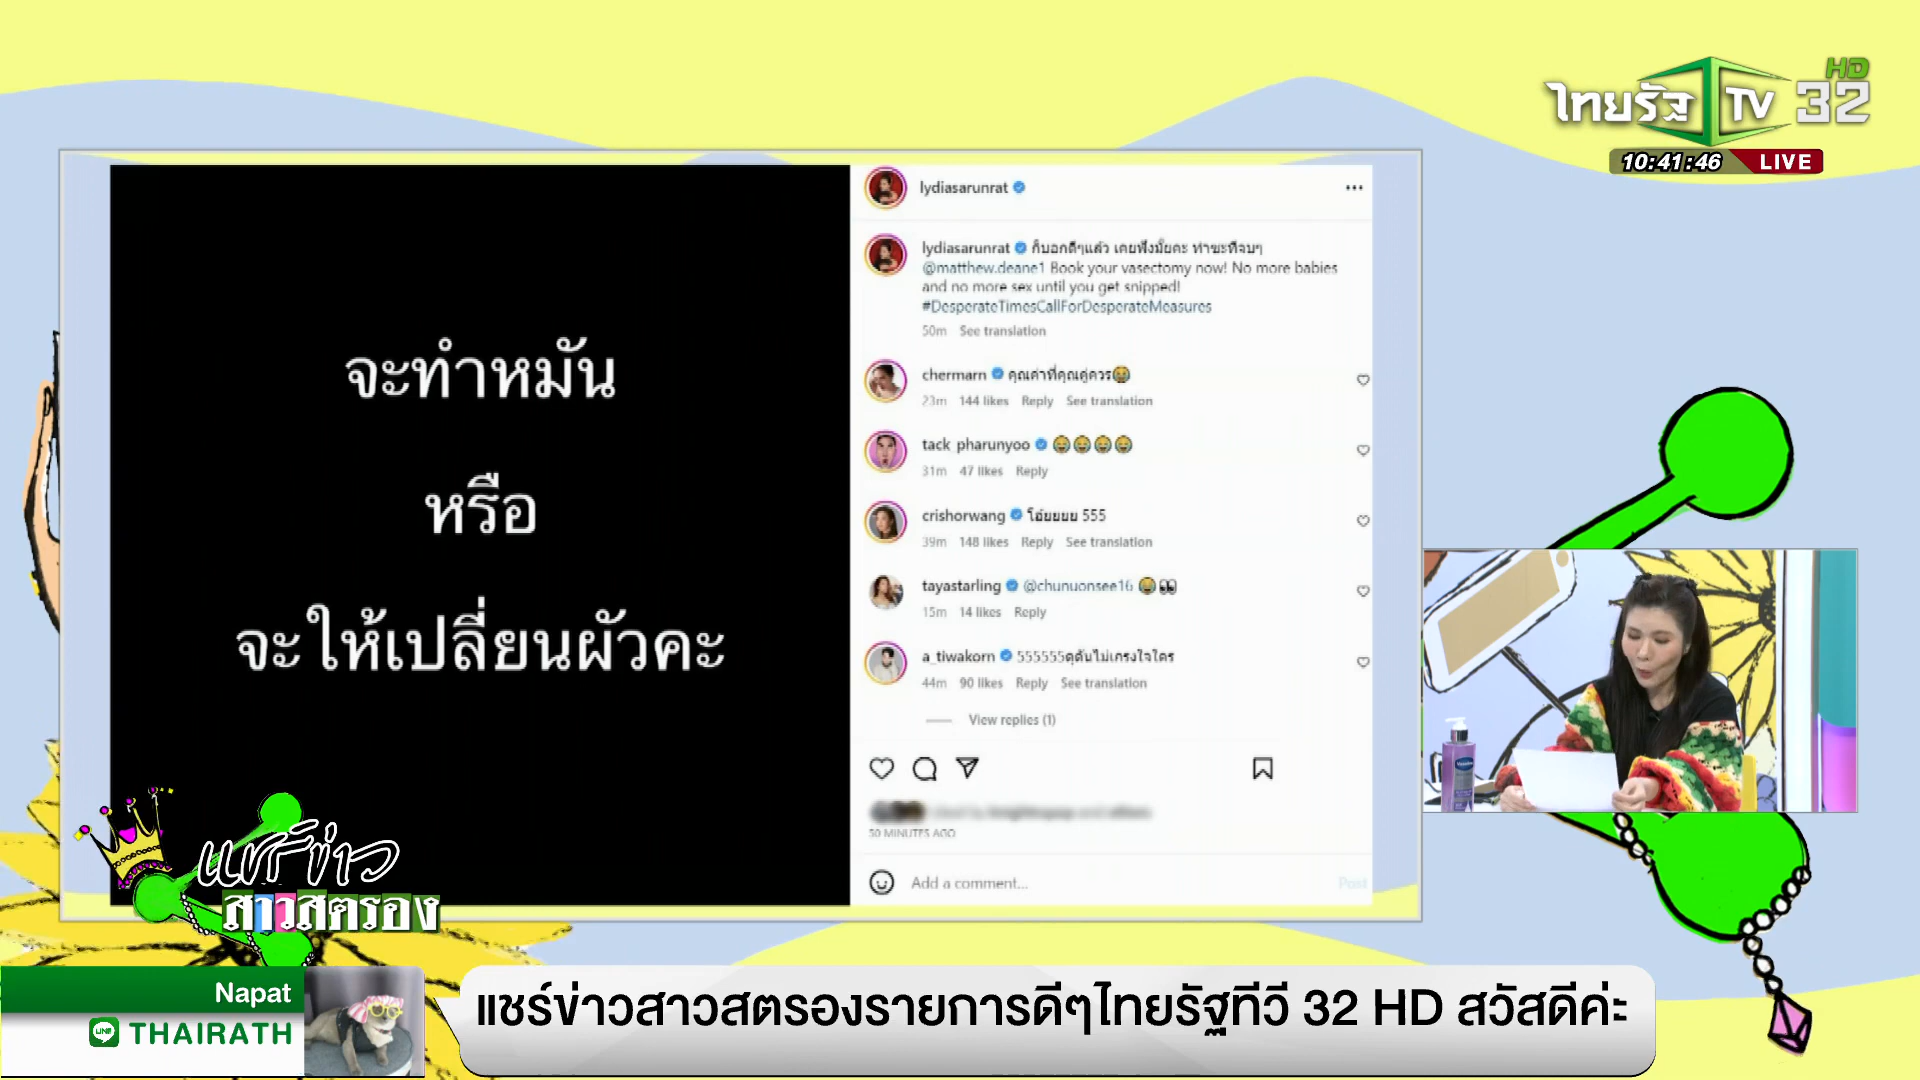 ไทยรัฐ TV HD 32
10:41:46 LIVE
จะทำหมัน
หรือ
จะให้เปลี่ยนผัวคะ
lydiasarunrat
lydiasarunrat ก็บอกดีๆแล้ว เคยฟังมั้ยคะ ทำซะทีจบๆ
@matthew.deane1 Book your vasectomy now! No more babies
and no more sex until you get snipped!
#DesperateTimesCallForDesperateMeasures
50m See translation
chermarn คุณค่าที่คุณคู่ควร😭
23m 144 likes Reply See translation
tack pharunyoo 😂😂😂😂
31m 47 likes Reply
crishorwang โอ๊ยยยย 555
39m 148 likes Reply See translation
tayastarling @chunuonsee16 😂👀
15m 14 likes Reply
a_tiwakorn 555555ดุดันไม่เกรงใจใคร
44m 90 likes Reply See translation
View replies (1)
50 MINUTES AGO
Add a comment...
Post
แชร์ข่าว
สาวสตรอง
Napat
LINE THAIRATH
แชร์ข่าวสาวสตรองรายการดีๆไทยรัฐทีวี 32 HD สวัสดีค่ะ